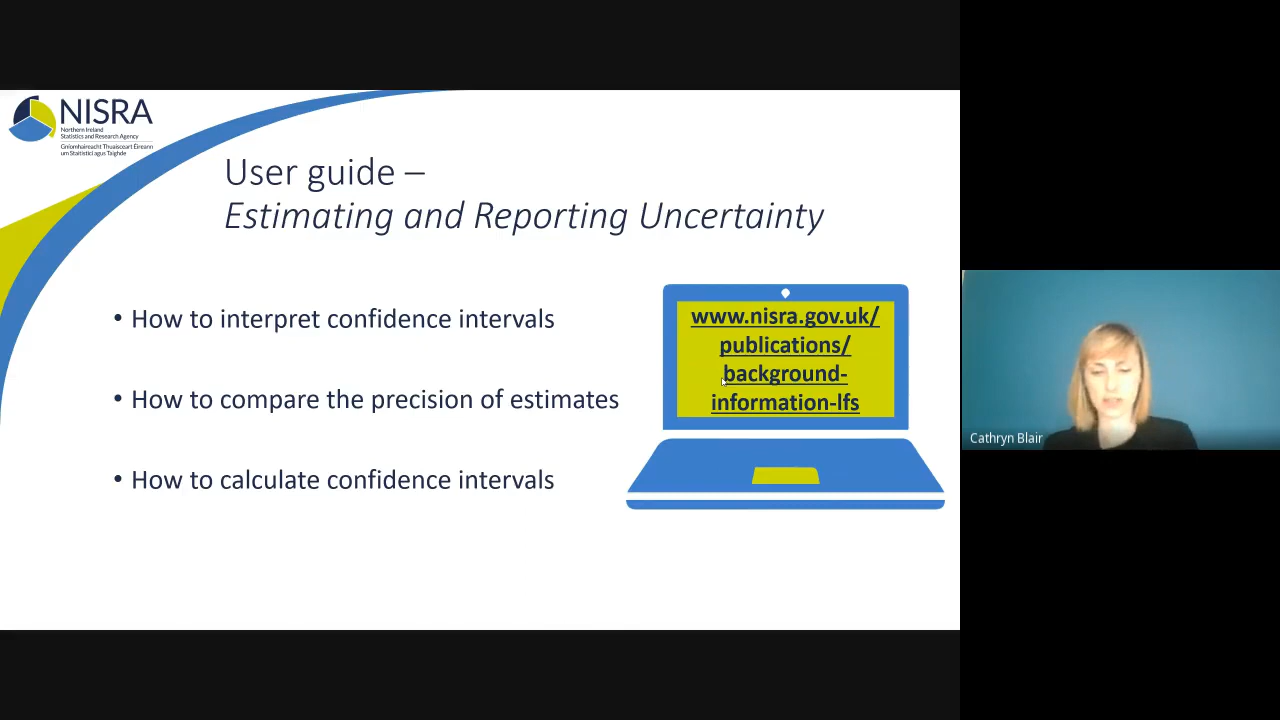 NISRA
Northern Ireland
Statistics and Research Agency
Gníomhaireacht Thuaisceart Éireann
um Staitisticí agus Taighde
User guide –
Estimating and Reporting Uncertainty
• How to interpret confidence intervals
• How to compare the precision of estimates
• How to calculate confidence intervals
www.nisra.gov.uk/
publications/
background-
information-lfs
Cathryn Blair